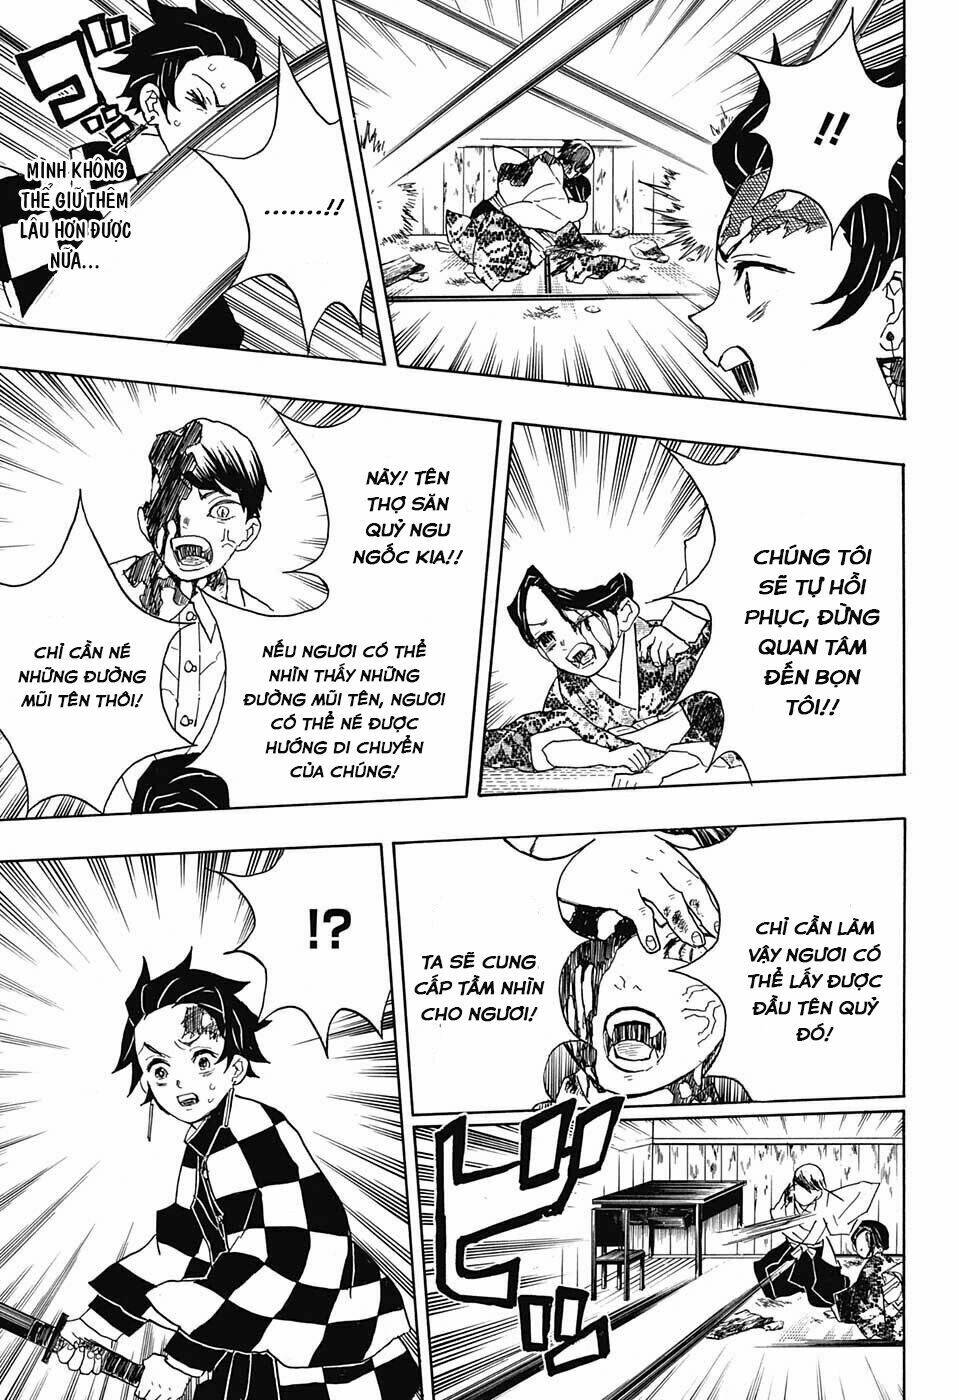 !!
........!!
ググ
MÌNH KHÔNG
THỂ GIỮ THÊM
LÂU HƠN ĐƯỢC
NỮA...
CHÚNG TÔI
SẼ TỰ HỒI
PHỤC, ĐỪNG
QUAN TÂM
ĐẾN BỌN
TÔI!!
NÀY! TÊN
THỢ SĂN
QUỶ NGU
NGỐC KIA!!
NẾU NGƯƠI CÓ THỂ
NHÌN THẤY NHỮNG
ĐƯỜNG MŨI TÊN, NGƯƠI
CÓ THỂ NÉ ĐƯỢC
HƯỚNG DI CHUYỂN
CỦA CHÚNG!
CHỈ CẦN NÉ
NHỮNG ĐƯỜNG
MŨI TÊN THÔI!
CHỈ CẦN LÀM
VẬY NGƯƠI CÓ
THỂ LẤY ĐƯỢC
ĐẦU TÊN QUỶ
ĐÓ!
TA SẼ CUNG
CẤP TẦM NHÌN
CHO NGƯƠI!
!?
ビッ